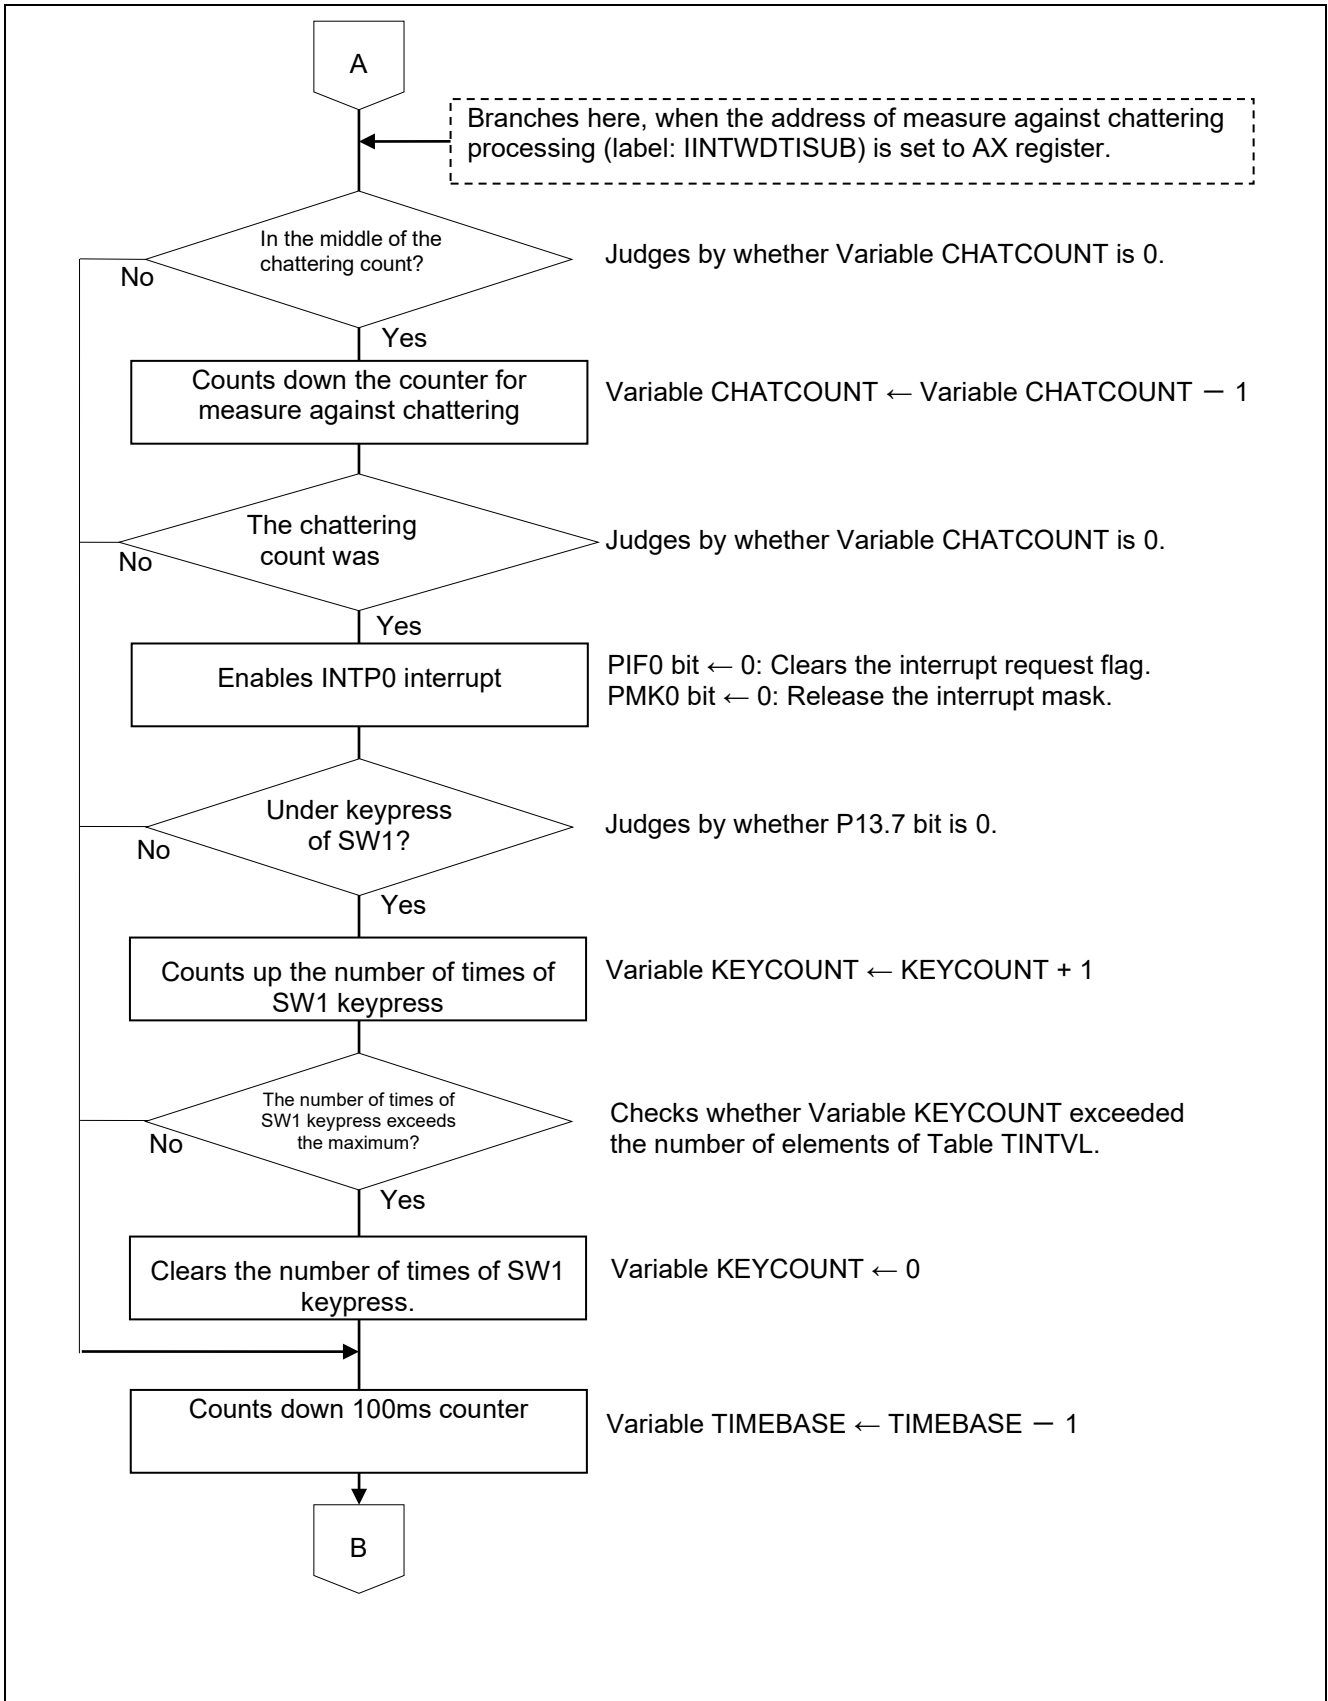 A
Branches here, when the address of measure against chattering
processing (label: IINTWDTISUB) is set to AX register.
In the middle of the
chattering count?
Judges by whether Variable CHATCOUNT is 0.
No
Yes
Counts down the counter for
measure against chattering
Variable CHATCOUNT ← Variable CHATCOUNT － 1
The chattering
count was
Judges by whether Variable CHATCOUNT is 0.
No
Yes
Enables INTP0 interrupt
PIF0 bit ← 0: Clears the interrupt request flag.
PMK0 bit ← 0: Release the interrupt mask.
Under keypress
of SW1?
Judges by whether P13.7 bit is 0.
No
Yes
Counts up the number of times of
SW1 keypress
Variable KEYCOUNT ← KEYCOUNT + 1
The number of times of
SW1 keypress exceeds
the maximum?
Checks whether Variable KEYCOUNT exceeded
the number of elements of Table TINTVL.
No
Yes
Clears the number of times of SW1
keypress.
Variable KEYCOUNT ← 0
Counts down 100ms counter
Variable TIMEBASE ← TIMEBASE － 1
B